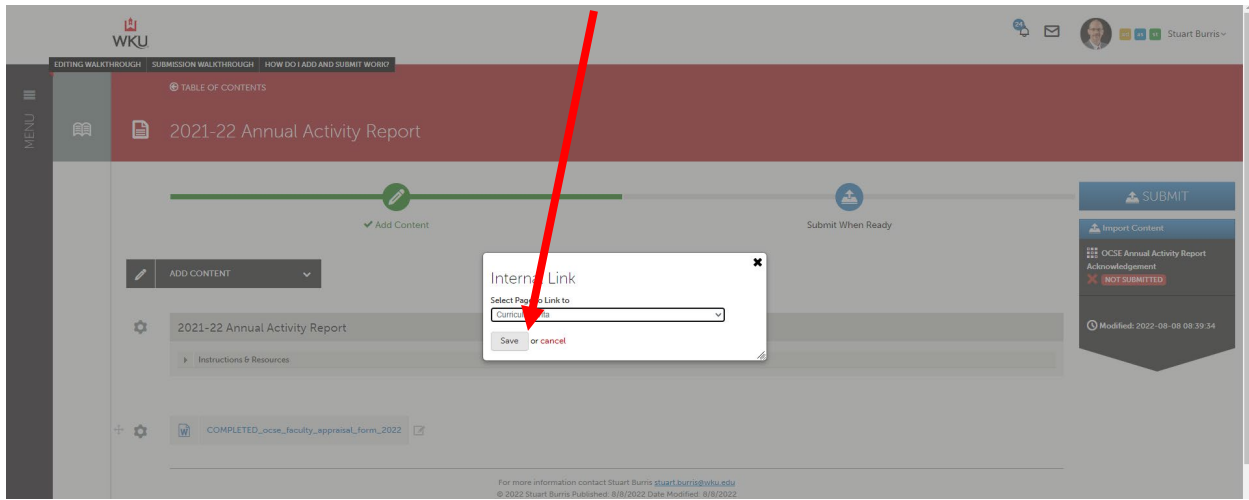 WKU
24
Stuart Burris
EDITING WALKTHROUGH SUBMISSION WALKTHROUGH HOW DO I ADD AND SUBMIT WORK?
TABLE OF CONTENTS
MENU
2021-22 Annual Activity Report
SUBMIT
Add Content
Submit When Ready
Import Content
OCSE Annual Activity Report
Acknowledgement
NOT SUBMITTED
ADD CONTENT
Internal Link
Select Page to Link to
Save or cancel
2021-22 Annual Activity Report
Modified: 2022-08-08 08:39:34
Instructions & Resources
COMPLETED_ocse_faculty_appraisal_form_2022
For more information contact Stuart Burris stuart.burris@wku.edu
© 2022 Stuart Burris Published: 8/8/2022 Date Modified: 8/8/2022